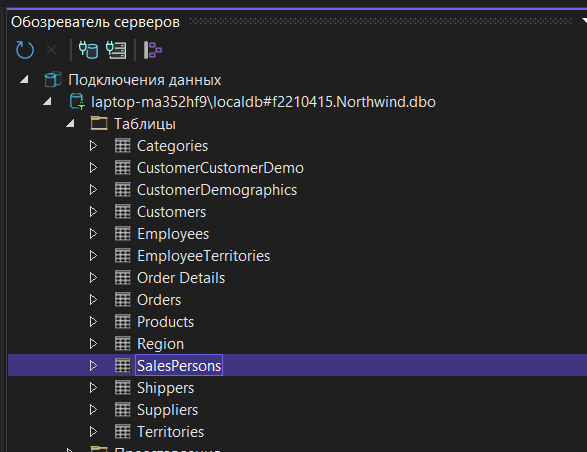 Обозреватель серверов
Подключения данных
laptop-ma352hf9\localdb#f2210415.Northwind.dbo
Таблицы
Categories
CustomerCustomerDemo
CustomerDemographics
Customers
Employees
EmployeeTerritories
Order Details
Orders
Products
Region
SalesPersons
Shippers
Suppliers
Territories